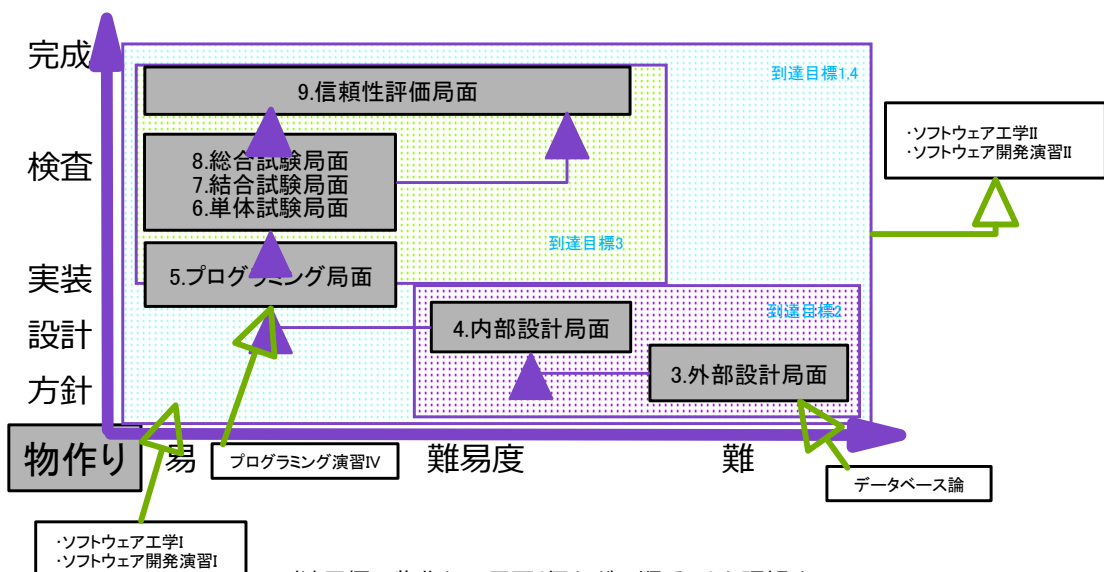 完成
到達目標1,4
9.信頼性評価局面
・ソフトウェア工学II
・ソフトウェア開発演習II
検査
8.総合試験局面
7.結合試験局面
6.単体試験局面
到達目標3
実装
5.プログラミング局面
到達目標2
設計
4.内部設計局面
方針
3.外部設計局面
物作り
易
プログラミング演習IV
難易度
難
データベース論
・ソフトウェア工学I
・ソフトウェア開発演習I